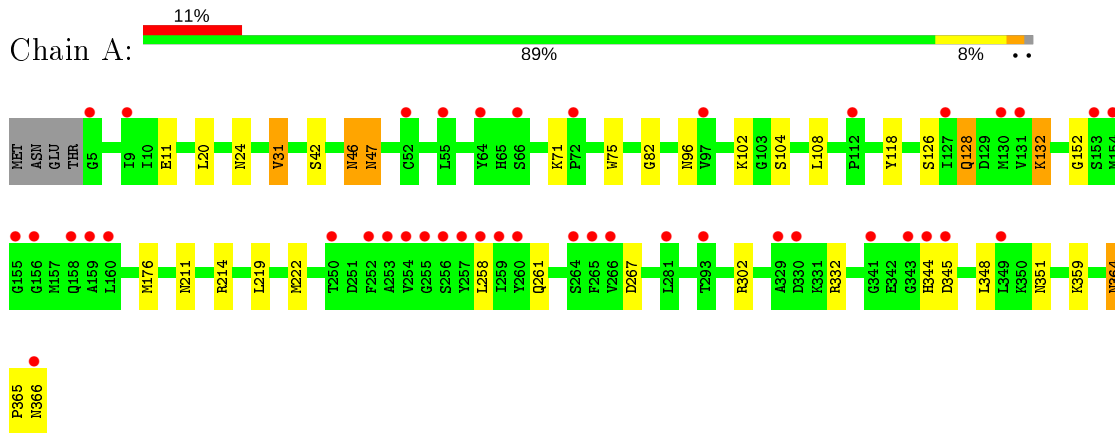 11%
Chain A:
89%
8%
MET ASN GLU THR G5 I9 I10 E11 L20 N24 V31 S42 N46 N47 C52 L55 Y64 H65 S66 K71 P72 W75 G82 N96 V97 K102 G103 S104 L108 P112 Y118 S126 I127 Q128 D129 M130 V131 K132 G152 S153 M154
G155 G156 M157 Q158 A159 L160 M176 N211 R214 L219 M222 T250 D251 F252 A253 Y254 G255 S256 Y257 L258 I259 Y260 Q261 S264 F265 V266 D267 L281 T293 R302 A329 D330 K331 R332 G341 E342 G343 H344 D345 L348 L349 K350 N351 K359 N364
P365 N366